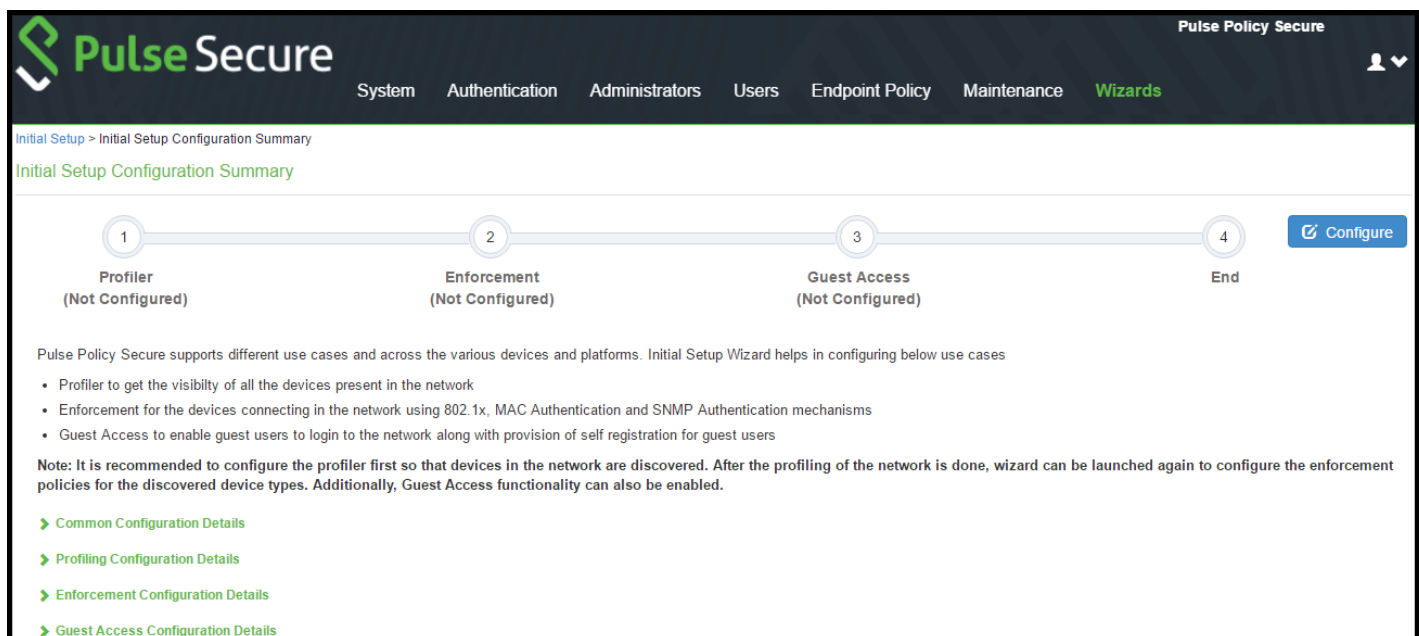 Pulse Secure
Pulse Policy Secure
System Authentication Administrators Users Endpoint Policy Maintenance Wizards
Initial Setup > Initial Setup Configuration Summary
Initial Setup Configuration Summary
1 2 3 4 Configure
Profiler Enforcement Guest Access End
(Not Configured) (Not Configured) (Not Configured)
Pulse Policy Secure supports different use cases and across the various devices and platforms. Initial Setup Wizard helps in configuring below use cases
• Profiler to get the visibilty of all the devices present in the network
• Enforcement for the devices connecting in the network using 802.1x, MAC Authentication and SNMP Authentication mechanisms
• Guest Access to enable guest users to login to the network along with provision of self registration for guest users
Note: It is recommended to configure the profiler first so that devices in the network are discovered. After the profiling of the network is done, wizard can be launched again to configure the enforcement
policies for the discovered device types. Additionally, Guest Access functionality can also be enabled.
Common Configuration Details
Profiling Configuration Details
Enforcement Configuration Details
Guest Access Configuration Details